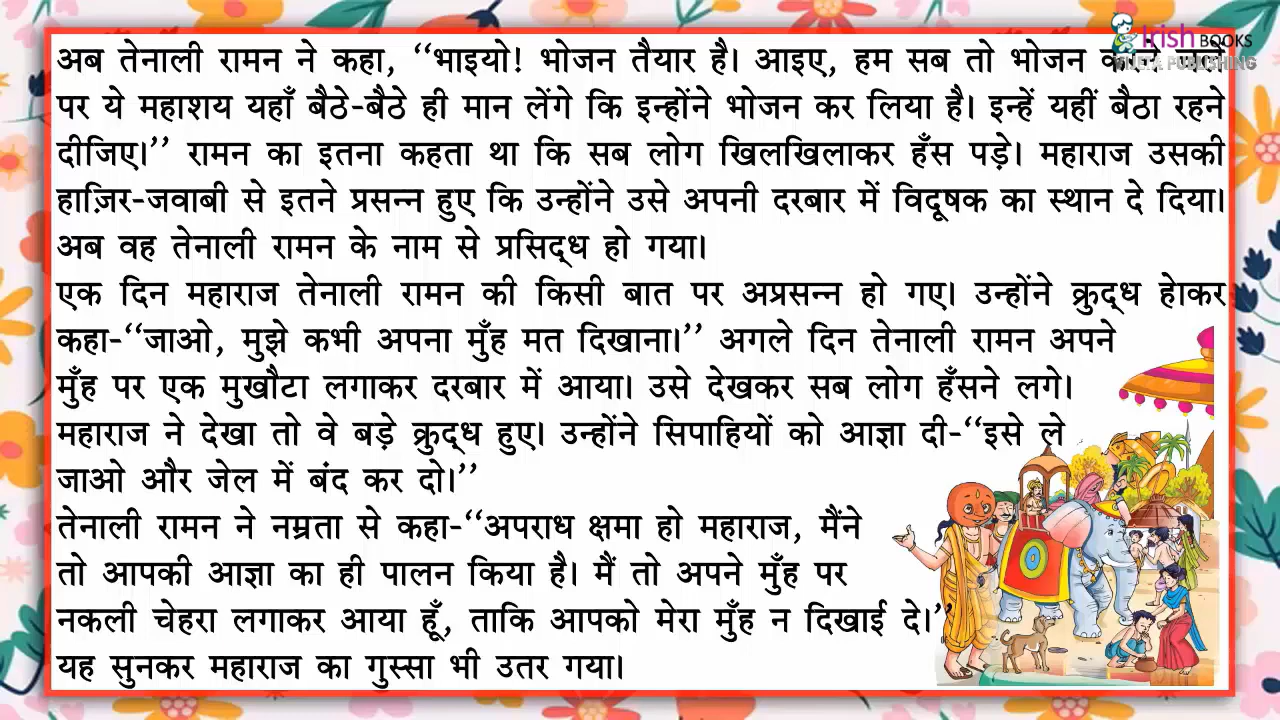 अब तेनाली रामन ने कहा, ‘‘भाइयो! भोजन तैयार है। आइए, हम सब तो भोजन
पर ये महाशय यहाँ बैठे-बैठे ही मान लेंगे कि इन्होंने भोजन कर लिया है। इन्हें यहीं बैठा रहने
दीजिए।’’ रामन का इतना कहता था कि सब लोग खिलखिलाकर हँस पड़े। महाराज उसकी
हाज़िर-जवाबी से इतने प्रसन्न हुए कि उन्होंने उसे अपनी दरबार में विदूषक का स्थान दे दिया।
अब वह तेनाली रामन के नाम से प्रसिद्ध हो गया।
एक दिन महाराज तेनाली रामन की किसी बात पर अप्रसन्न हो गए। उन्होंने क्रुद्ध हेाकर
कहा-‘‘जाओ, मुझे कभी अपना मुँह मत दिखाना।’’ अगले दिन तेनाली रामन अपने
मुँह पर एक मुखौटा लगाकर दरबार में आया। उसे देखकर सब लोग हँसने लगे।
महाराज ने देखा तो वे बड़े क्रुद्ध हुए। उन्होंने सिपाहियों को आज्ञा दी-‘‘इसे ले
जाओ और जेल में बंद कर दो।’’
तेनाली रामन ने नम्रता से कहा-‘‘अपराध क्षमा हो महाराज, मैंने
तो आपकी आज्ञा का ही पालन किया है। मैं तो अपने मुँह पर
नकली चेहरा लगाकर आया हूँ, ताकि आपको मेरा मुँह न दिखाई दे।’’
यह सुनकर महाराज का गुस्सा भी उतर गया।
Irish BOOKS
PUBLISHING